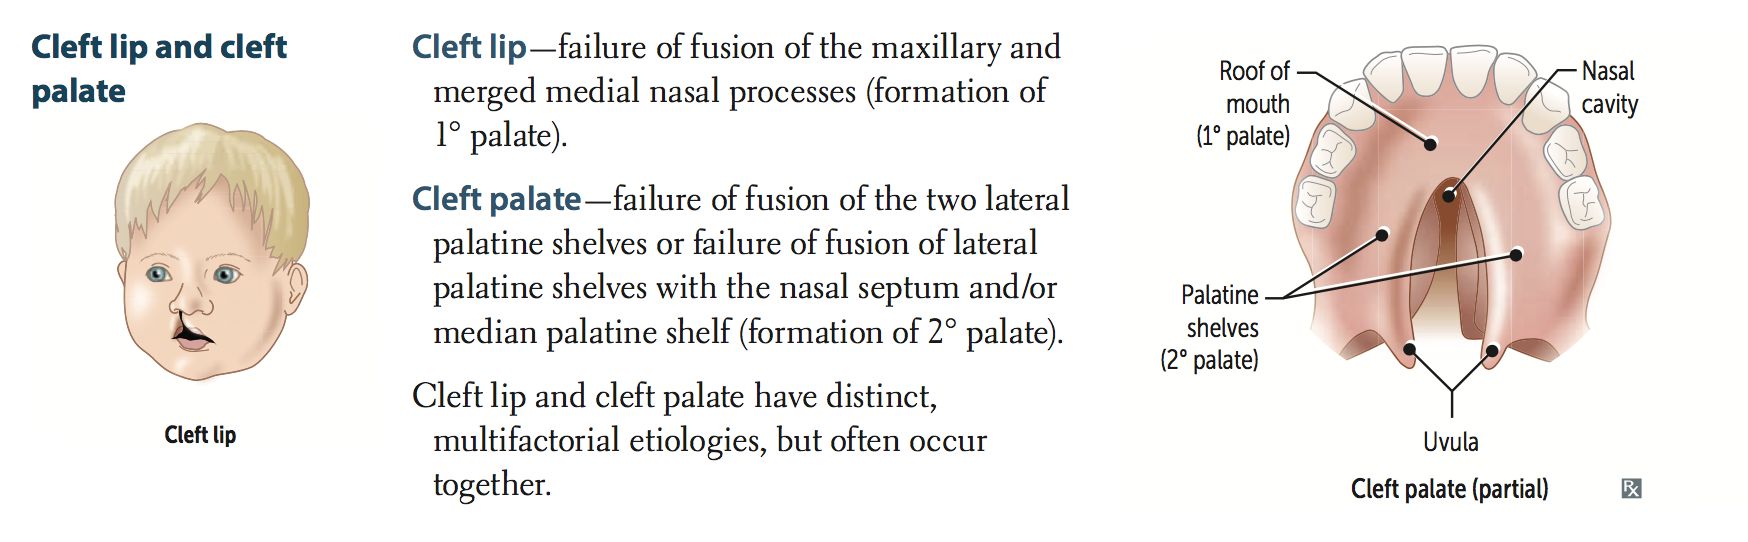 Cleft lip and cleft
palate
Cleft lip
Cleft lip—failure of fusion of the maxillary and
merged medial nasal processes (formation of
1° palate).
Cleft palate—failure of fusion of the two lateral
palatine shelves or failure of fusion of lateral
palatine shelves with the nasal septum and/or
median palatine shelf (formation of 2° palate).
Cleft lip and cleft palate have distinct,
multifactorial etiologies, but often occur
together.
Roof of
mouth
(1° palate)
Nasal
cavity
Palatine
shelves
(2° palate)
Uvula
Cleft palate (partial)
Rx